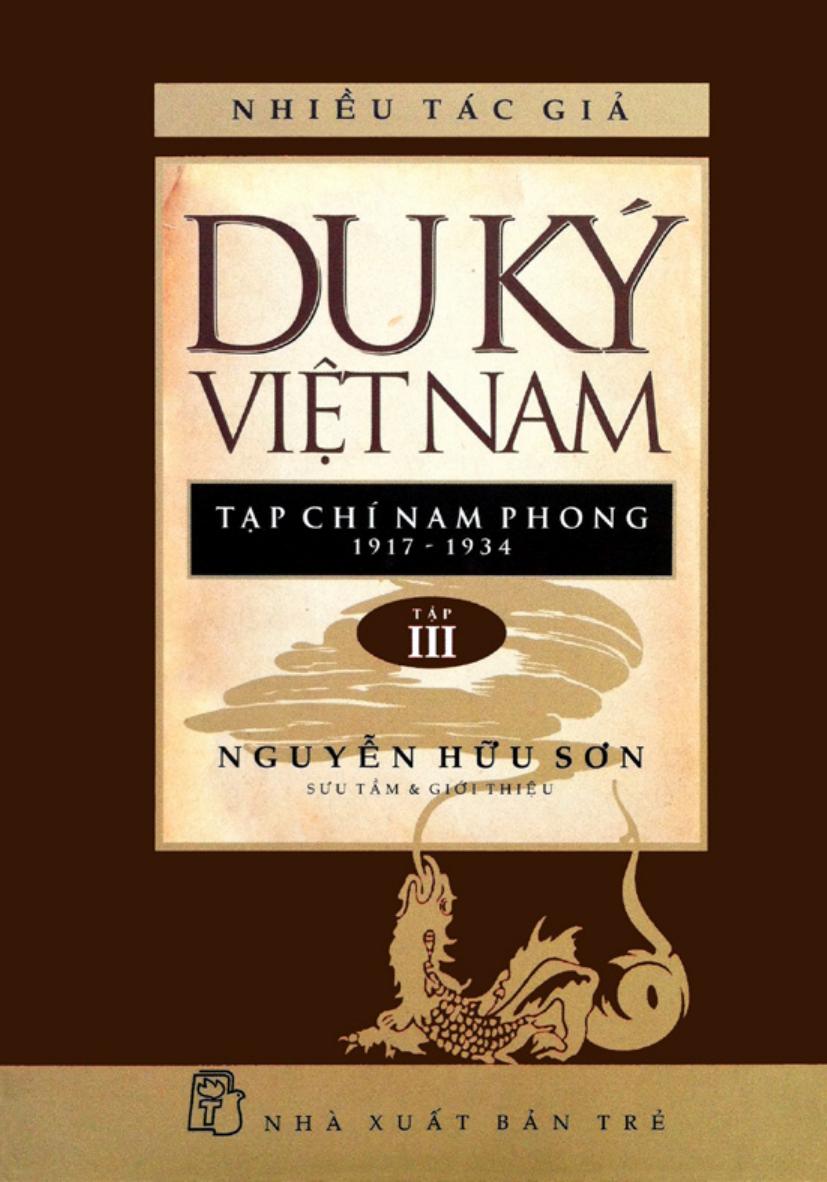 NHIỀU TÁC GIẢ
DU KÝ
VIỆT NAM
TẠP CHÍ NAM PHONG
1917 - 1934
TẬP
III
NGUYỄN HỮU SƠN
SƯU TẦM & GIỚI THIỆU
T
NHÀ XUẤT BẢN TRẺ